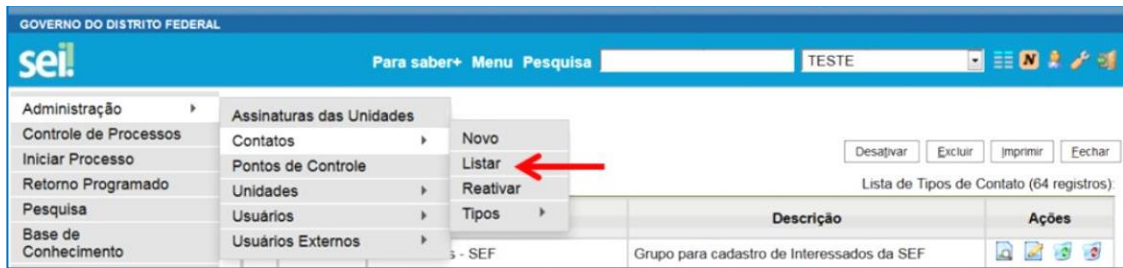 GOVERNO DO DISTRITO FEDERAL
sei!
Para saber+ Menu Pesquisa
TESTE
N
Administração
Controle de Processos
Iniciar Processo
Retorno Programado
Pesquisa
Base de
Conhecimento
Assinaturas das Unidades
Contatos
Pontos de Controle
Unidades
Usuários
Usuários Externos
Novo
Listar
Reativar
Tipos
Desativar Excluir Imprimir Fechar
Lista de Tipos de Contato (64 registros):
Descrição Ações
s - SEF Grupo para cadastro de Interessados da SEF